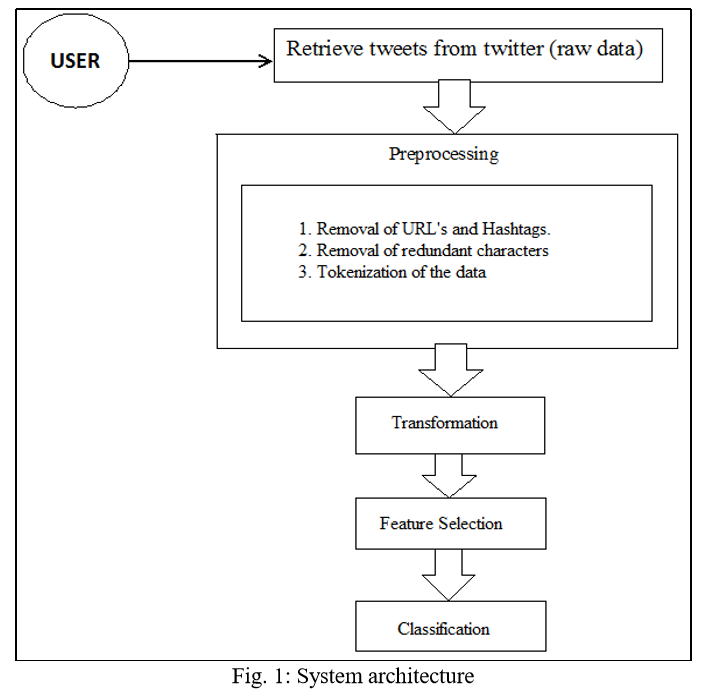 USER
Retrieve tweets from twitter (raw data)
Preprocessing
1. Removal of URL's and Hashtags.
2. Removal of redundant characters
3. Tokenization of the data
Transformation
Feature Selection
Classification
Fig. 1: System architecture